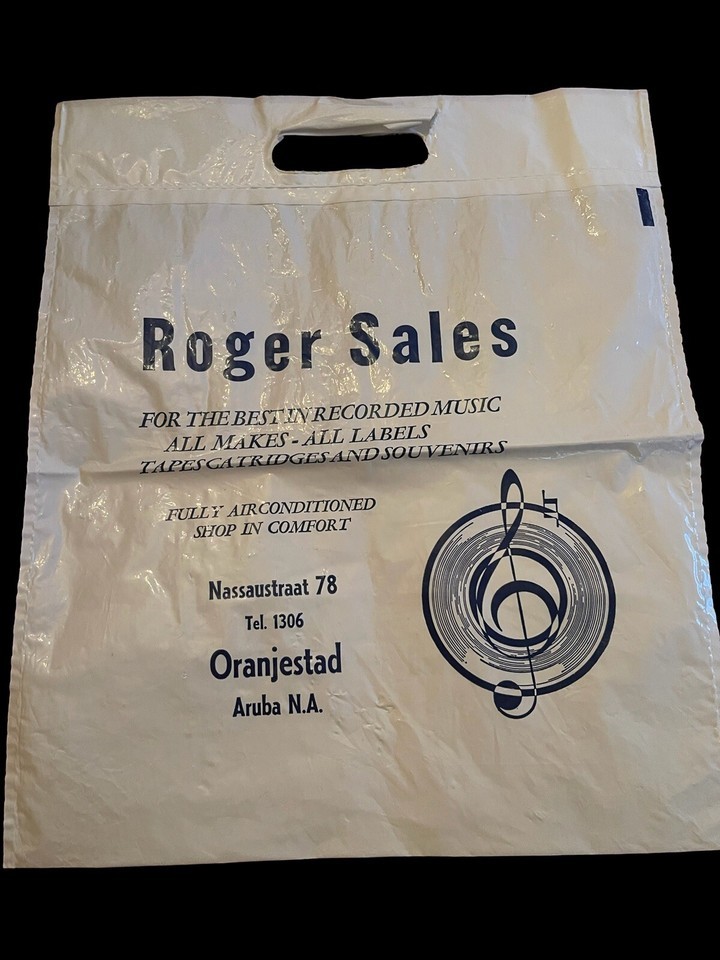 Roger Sales
FOR THE BEST IN RECORDED MUSIC
ALL MAKES - ALL LABELS
TAPES CATRIDGES AND SOUVENIRS
FULLY AIRCONDITIONED
SHOP IN COMFORT
Nassaustraat 78
Tel. 1306
Oranjestad
Aruba N.A.